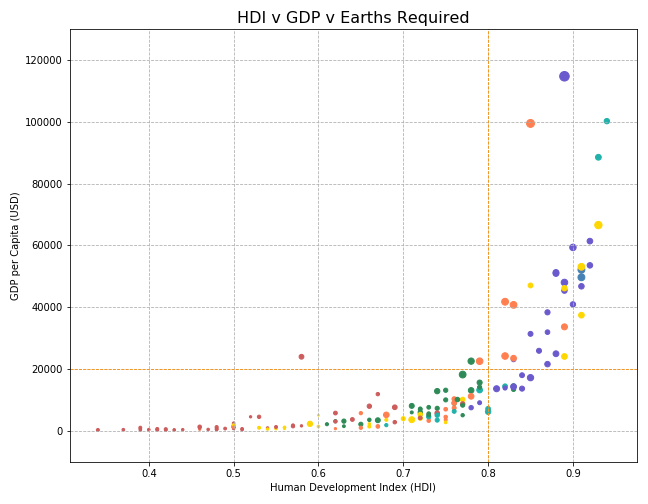 HDI v GDP v Earths Required
120000
100000
80000
60000
40000
20000
0
GDP per Capita (USD)
0.4 0.5 0.6 0.7 0.8 0.9
Human Development Index (HDI)